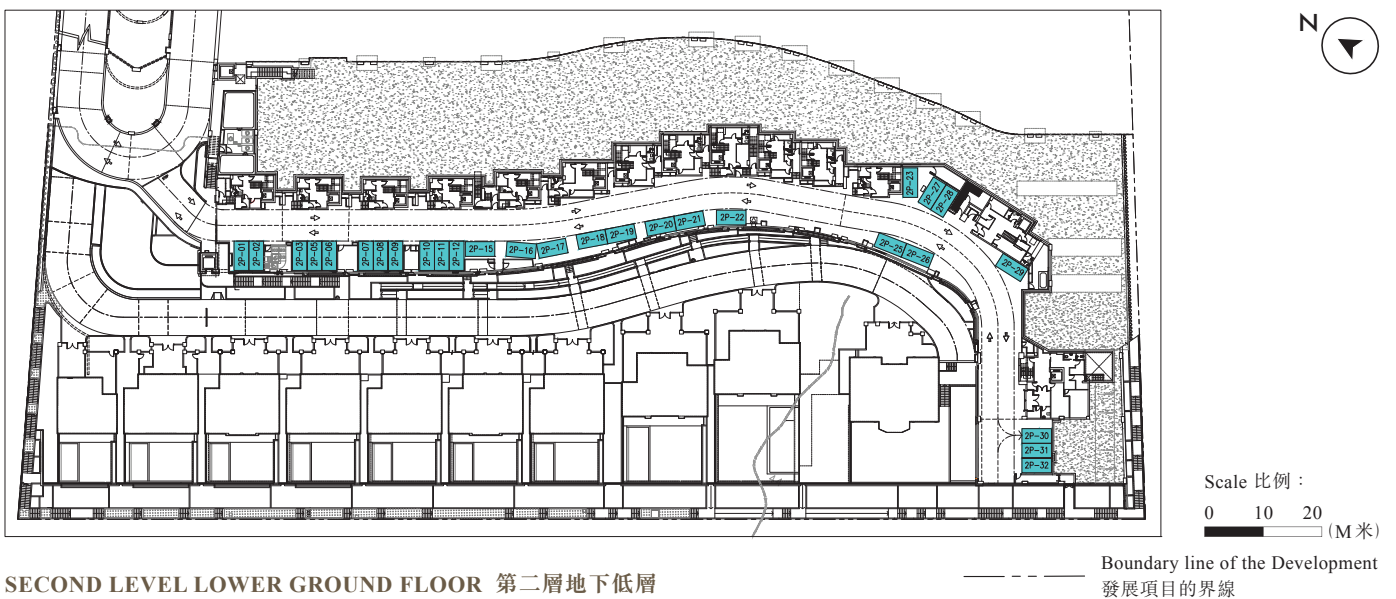 N
2P-01
2P-02
2P-03
2P-05
2P-06
2P-07
2P-08
2P-09
2P-10
2P-11
2P-12
2P-15
2P-16
2P-17
2P-18
2P-19
2P-20
2P-21
2P-22
2P-23
2P-27
2P-28
2P-25
2P-26
2P-29
2P-30
2P-31
2P-32
Scale 比例：
0 10 20
(M 米)
Boundary line of the Development
發展項目的界線
SECOND LEVEL LOWER GROUND FLOOR 第二層地下低層